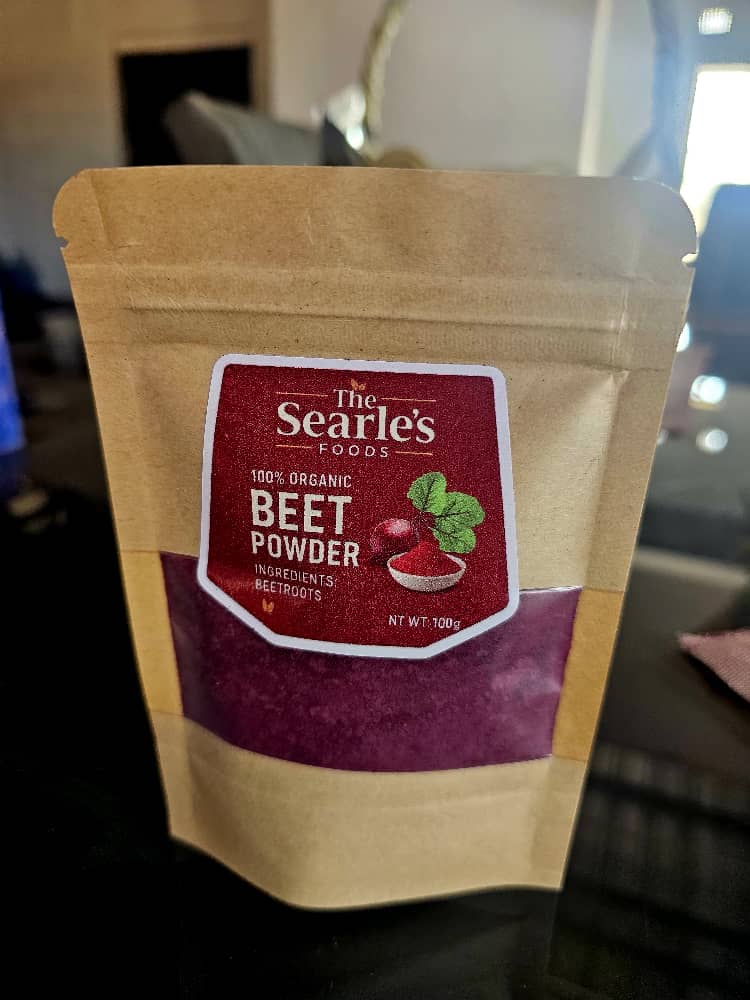 The
Searle's
FOODS
100% ORGANIC
BEET
POWDER
INGREDIENTS:
BEETROOTS
NT WT: 100g